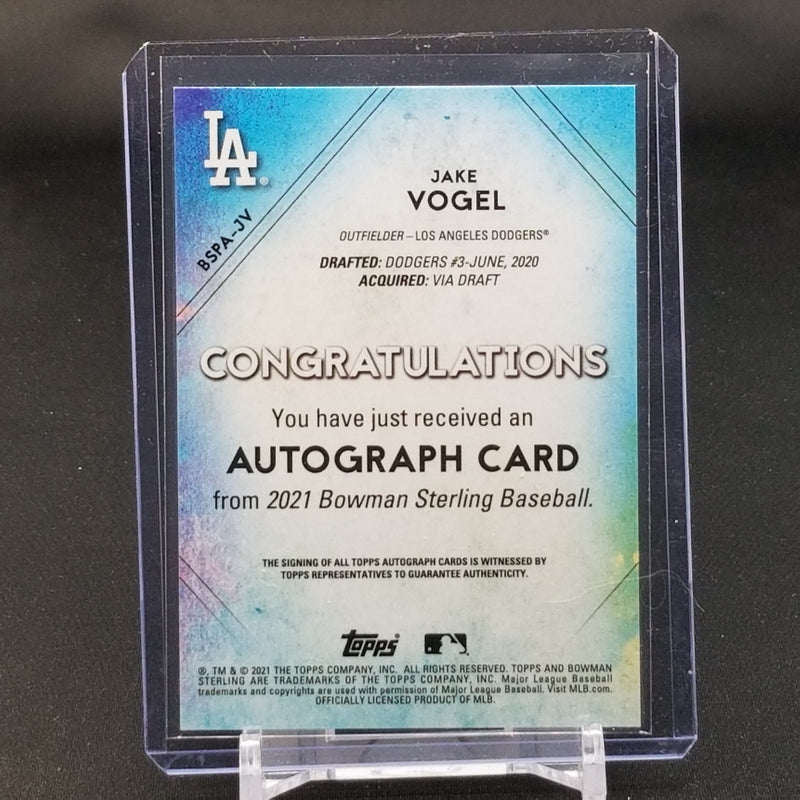 LA®
BSPA-JV
JAKE
VOGEL
OUTFIELDER – LOS ANGELES DODGERS®
DRAFTED: DODGERS #3-JUNE, 2020
ACQUIRED: VIA DRAFT
CONGRATULATIONS
You have just received an
AUTOGRAPH CARD
from 2021 Bowman Sterling Baseball.
THE SIGNING OF ALL TOPPS AUTOGRAPH CARDS IS WITNESSED BY
TOPPS REPRESENTATIVES TO GUARANTEE AUTHENTICITY.
topps®
®, TM & © 2021 THE TOPPS COMPANY, INC. ALL RIGHTS RESERVED. TOPPS AND BOWMAN
STERLING ARE TRADEMARKS OF THE TOPPS COMPANY, INC. Major League Baseball
trademarks and copyrights are used with permission of Major League Baseball. Visit MLB.com.
OFFICIALLY LICENSED PRODUCT OF MLB.